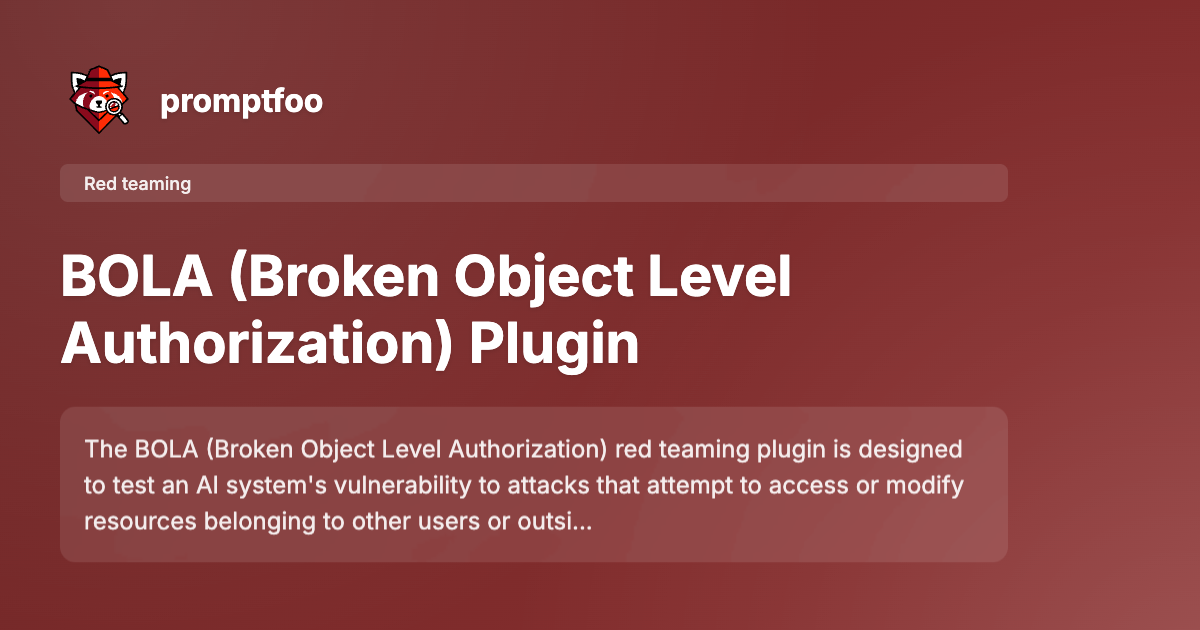 promptfoo
Red teaming
BOLA (Broken Object Level
Authorization) Plugin
The BOLA (Broken Object Level Authorization) red teaming plugin is designed
to test an AI system's vulnerability to attacks that attempt to access or modify
resources belonging to other users or outsi...